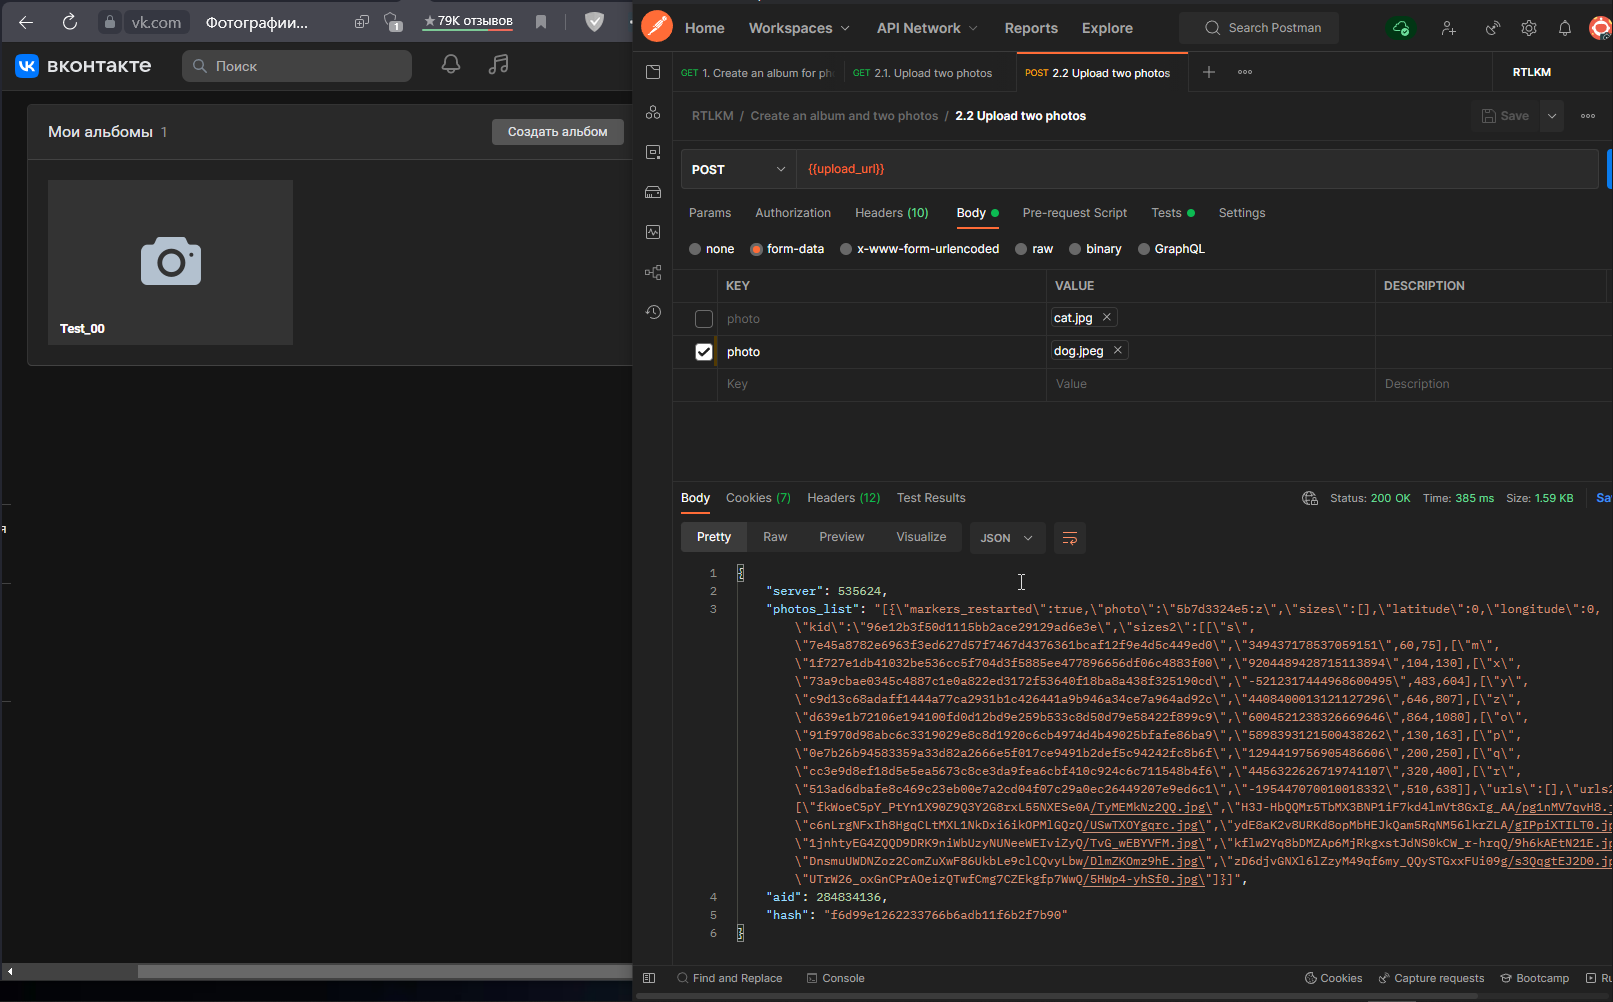 vk.com Фотографии... 1 ★ 79K отзывов
вконтакте Поиск
Мои альбомы 1 Создать альбом
Test_00
я
Home Workspaces API Network Reports Explore Search Postman
GET 1. Create an album for ph GET 2.1. Upload two photos POST 2.2 Upload two photos RTLKM
RTLKM / Create an album and two photos / 2.2 Upload two photos Save
POST {{upload_url}}
Params Authorization Headers (10) Body Pre-request Script Tests Settings
none form-data x-www-form-urlencoded raw binary GraphQL
KEY VALUE DESCRIPTION
photo cat.jpg
photo dog.jpeg
Key Value Description
Body Cookies (7) Headers (12) Test Results Status: 200 OK Time: 385 ms Size: 1.59 KB Sa
Pretty Raw Preview Visualize JSON
1 {
2 "server": 535624,
3 "photos_list": "[{\"markers_restarted\":true,\"photo\":\"5b7d3324e5:z\",\"sizes\":[],\"latitude\":0,\"longitude\":0,
\"kid\":\"96e12b3f50d1115bb2ace29129ad6e3e\",\"sizes2\":[[\"s\",
\"7e45a8782e6963f3ed627d57f7467d4376361bcaf12f9e4d5c449ed0\",\"349437178537059151\",60,75],[\"m\",
\"1f727e1db41032be536cc5f704d3f5885ee477896656df06c4883f00\",\"9204489428715113894\",104,130],[\"x\",
\"73a9cbae0345c4887c1e0a822ed3172f53640f18ba8a438f325190cd\",\"-5212317444968600495\",483,604],[\"y\",
\"c9d13c68adaff1444a77ca2931b1c426441a9b946a34ce7a964ad92c\",\"4408400013121127296\",646,807],[\"z\",
\"d639e1b72106e194100fd0d12bd9e259b533c8d50d79e58422f899c9\",\"6004521238326669646\",864,1080],[\"o\",
\"91f970d98abc6c3319029e8c8d1920c6cb4974d4b49025bfafe86ba9\",\"5898393121500438262\",130,163],[\"p\",
\"0e7b26b94583359a33d82a2666e5f017ce9491b2def5c94242fc8b6f\",\"1294419756905486606\",200,250],[\"q\",
\"cc3e9d8ef18d5e5ea5673c8ce3da9fea6cbf410c924c6c711548b4f6\",\"4456322626719741107\",320,400],[\"r\",
\"513ad6dbafe8c469c23eb00e7a2cd04f07c29a0ec26449207e9ed6c1\",\"-195447070010018332\",510,638]],\"urls\":[],\"urls2
[\"fkWoeC5pY_PtYn1X90Z9Q3Y2G8rxL55NXESe0A/TyMEMkNz2QQ.jpg\",\"H3J-HbQQMr5TbMX3BNP1iF7kd4lmVt8GxIg_AA/pg1nMV7qvH8.j
\"c6nLrgNFxIh8HgqCLtMXL1NkDxi6ikOPMlGQzQ/USwTXOYgqrc.jpg\",\"ydE8aK2v8URKd8opMbHEJkQam5RqNM56lkrZLA/gIPpiXTILT0.jp
\"1jnhtyEG4ZQQD9DRK9niWbUzyNUNeeWEIviZyQ/TvG_wEBYVFM.jpg\",\"kflw2Yq8bDMZAp6MjRkgxstJdNS0kCW_r-hrqQ/9h6kAEtN21E.jp
\"DnsmuUWDNZoz2ComZuXwF86UkbLe9clCQvyLbw/DlmZKOmz9hE.jpg\",\"zD6djvGNXl6lZzyM49qf6my_QQySTGxxFUi09g/s3QqgtEJ2D0.jp
\"UTrW26_oxGnCPrAOeizQTwfCmg7CZEkgfp7WwQ/5HWp4-yhSf0.jpg\"]}]",
4 "aid": 284834136,
5 "hash": "f6d99e1262233766b6adb11f6b2f7b90"
6 }
Find and Replace Console Cookies Capture requests Bootcamp Ru